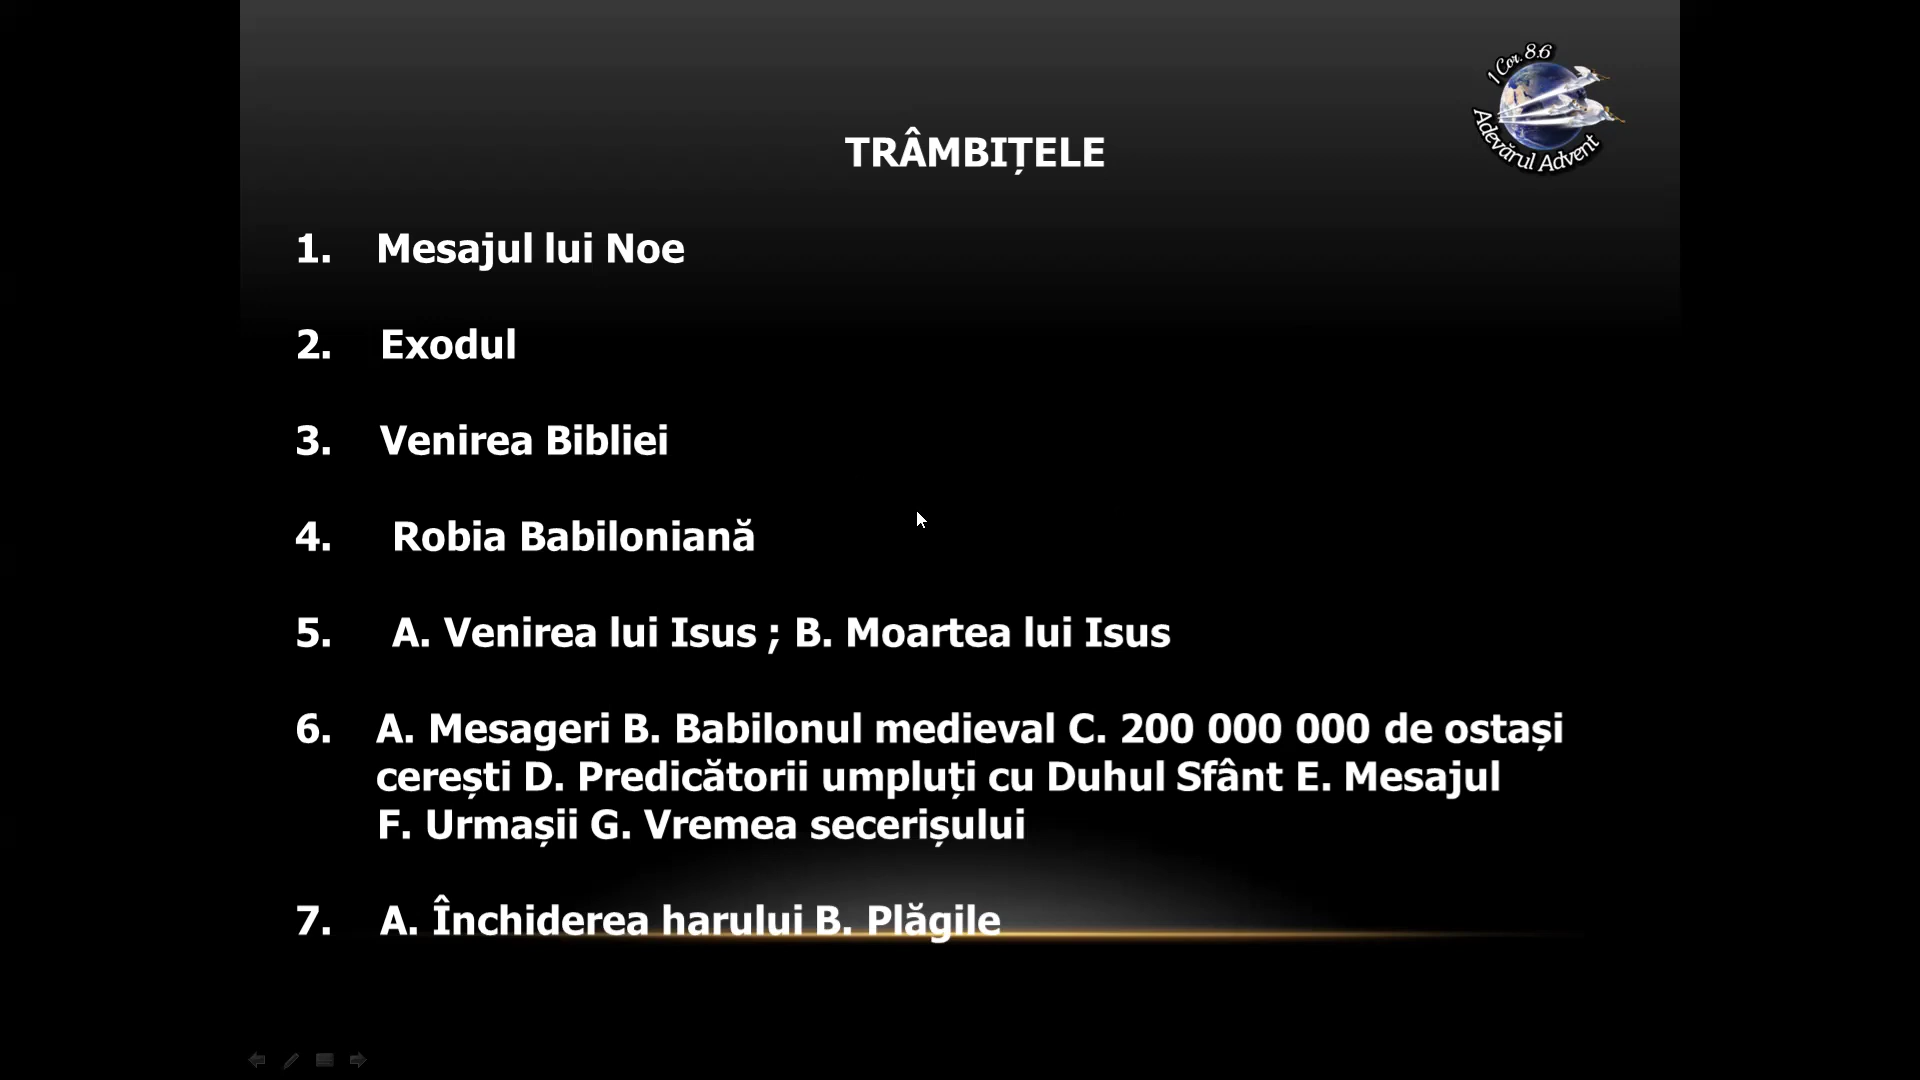 1 Cor. 8:6
Adevărul Advent
TRÂMBIȚELE
1. Mesajul lui Noe
2. Exodul
3. Venirea Bibliei
4. Robia Babiloniană
5. A. Venirea lui Isus ; B. Moartea lui Isus
6. A. Mesageri B. Babilonul medieval C. 200 000 000 de ostași
cerești D. Predicătorii umpluți cu Duhul Sfânt E. Mesajul
F. Urmașii G. Vremea secerișului
7. A. Închiderea harului B. Plăgile